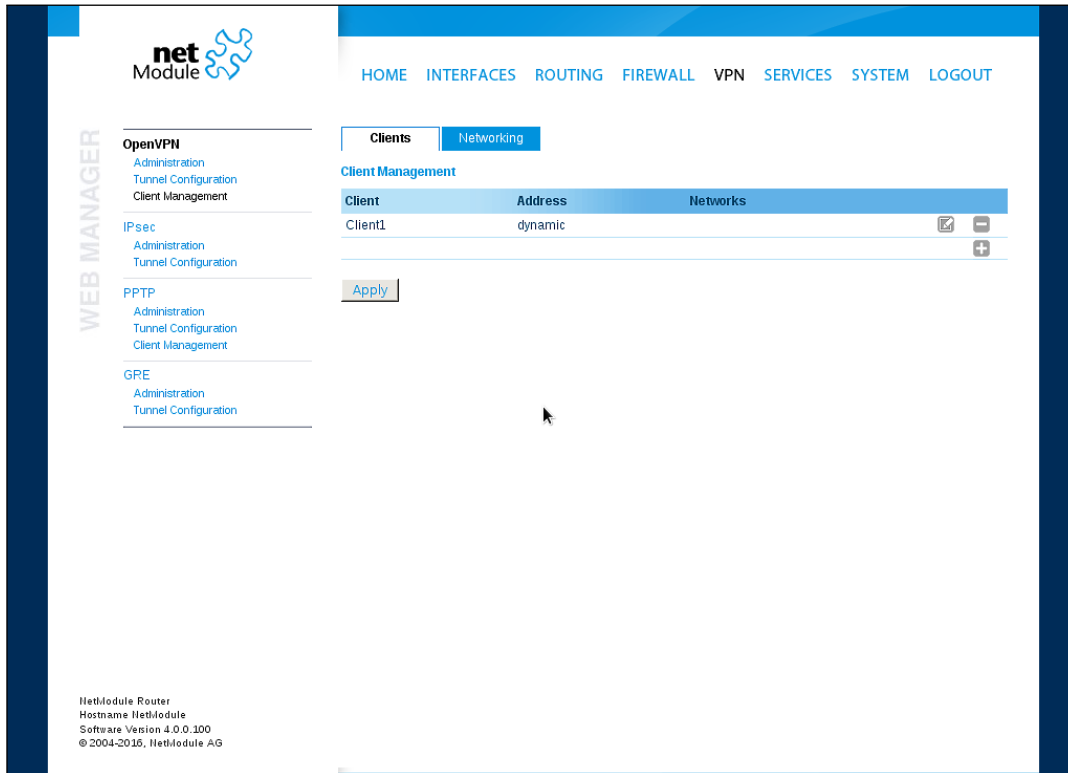 net
Module
HOME INTERFACES ROUTING FIREWALL VPN SERVICES SYSTEM LOGOUT
WEB MANAGER
OpenVPN
Administration
Tunnel Configuration
Client Management
IPsec
Administration
Tunnel Configuration
PPTP
Administration
Tunnel Configuration
Client Management
GRE
Administration
Tunnel Configuration
Clients Networking
Client Management
Client Address Networks
Client1 dynamic
Apply
NetModule Router
Hostname NetModule
Software Version 4.0.0.100
© 2004-2016, NetModule AG